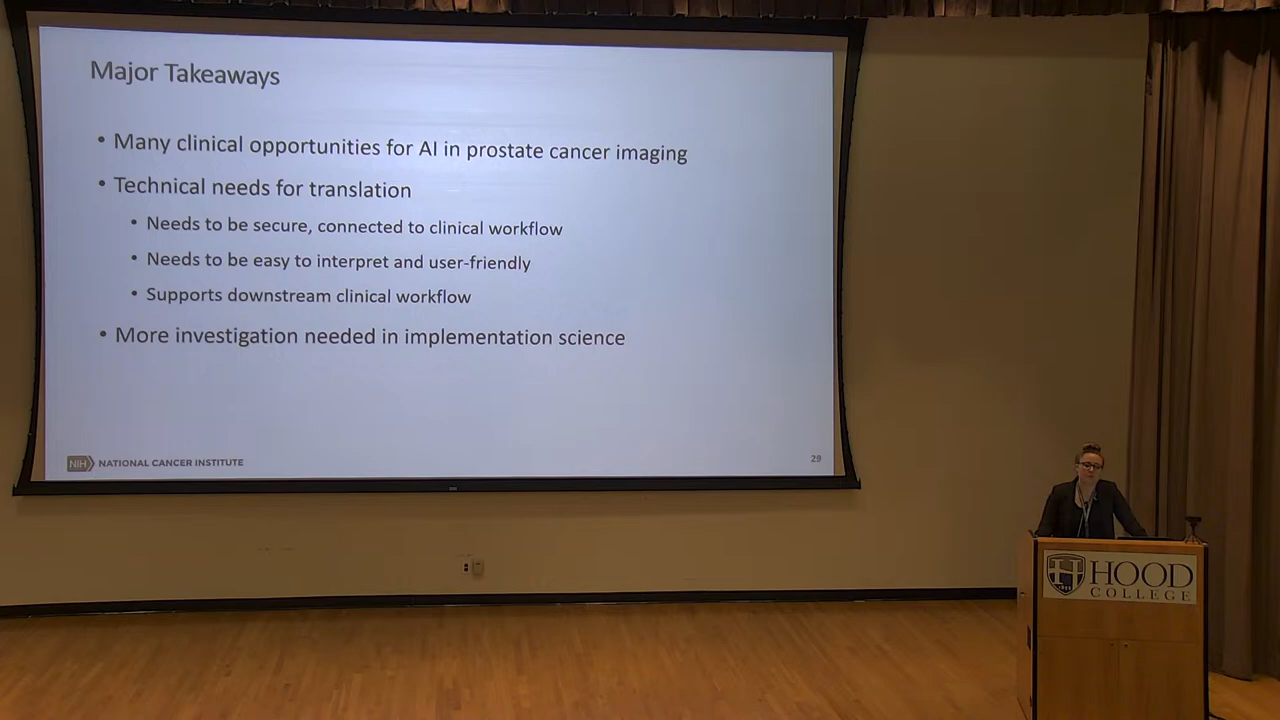 Major Takeaways
• Many clinical opportunities for AI in prostate cancer imaging
• Technical needs for translation
• Needs to be secure, connected to clinical workflow
• Needs to be easy to interpret and user-friendly
• Supports downstream clinical workflow
• More investigation needed in implementation science
NIH NATIONAL CANCER INSTITUTE
29
HOOD
COLLEGE